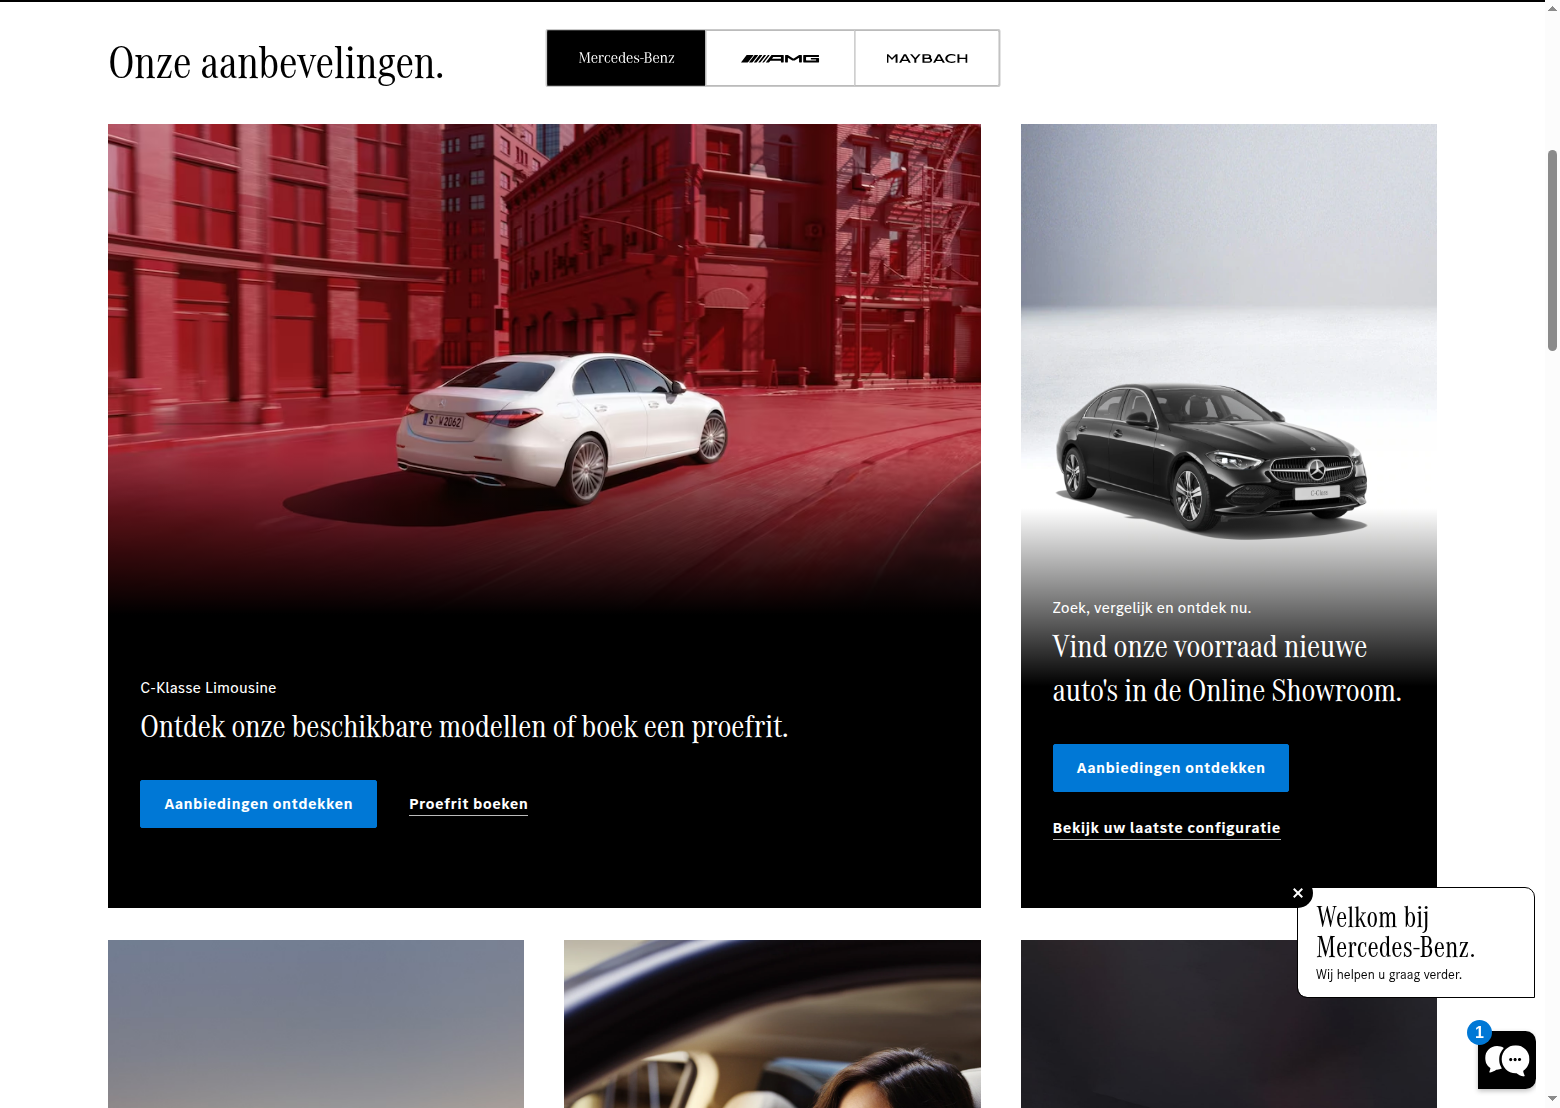 Onze aanbevelingen.
Mercedes-Benz
AMG
MAYBACH
S W 2062
C-Class
C-Klasse Limousine
Ontdek onze beschikbare modellen of boek een proefrit.
Aanbiedingen ontdekken
Proefrit boeken
Zoek, vergelijk en ontdek nu.
Vind onze voorraad nieuwe
auto's in de Online Showroom.
Aanbiedingen ontdekken
Bekijk uw laatste configuratie
Welkom bij
Mercedes-Benz.
Wij helpen u graag verder.
1